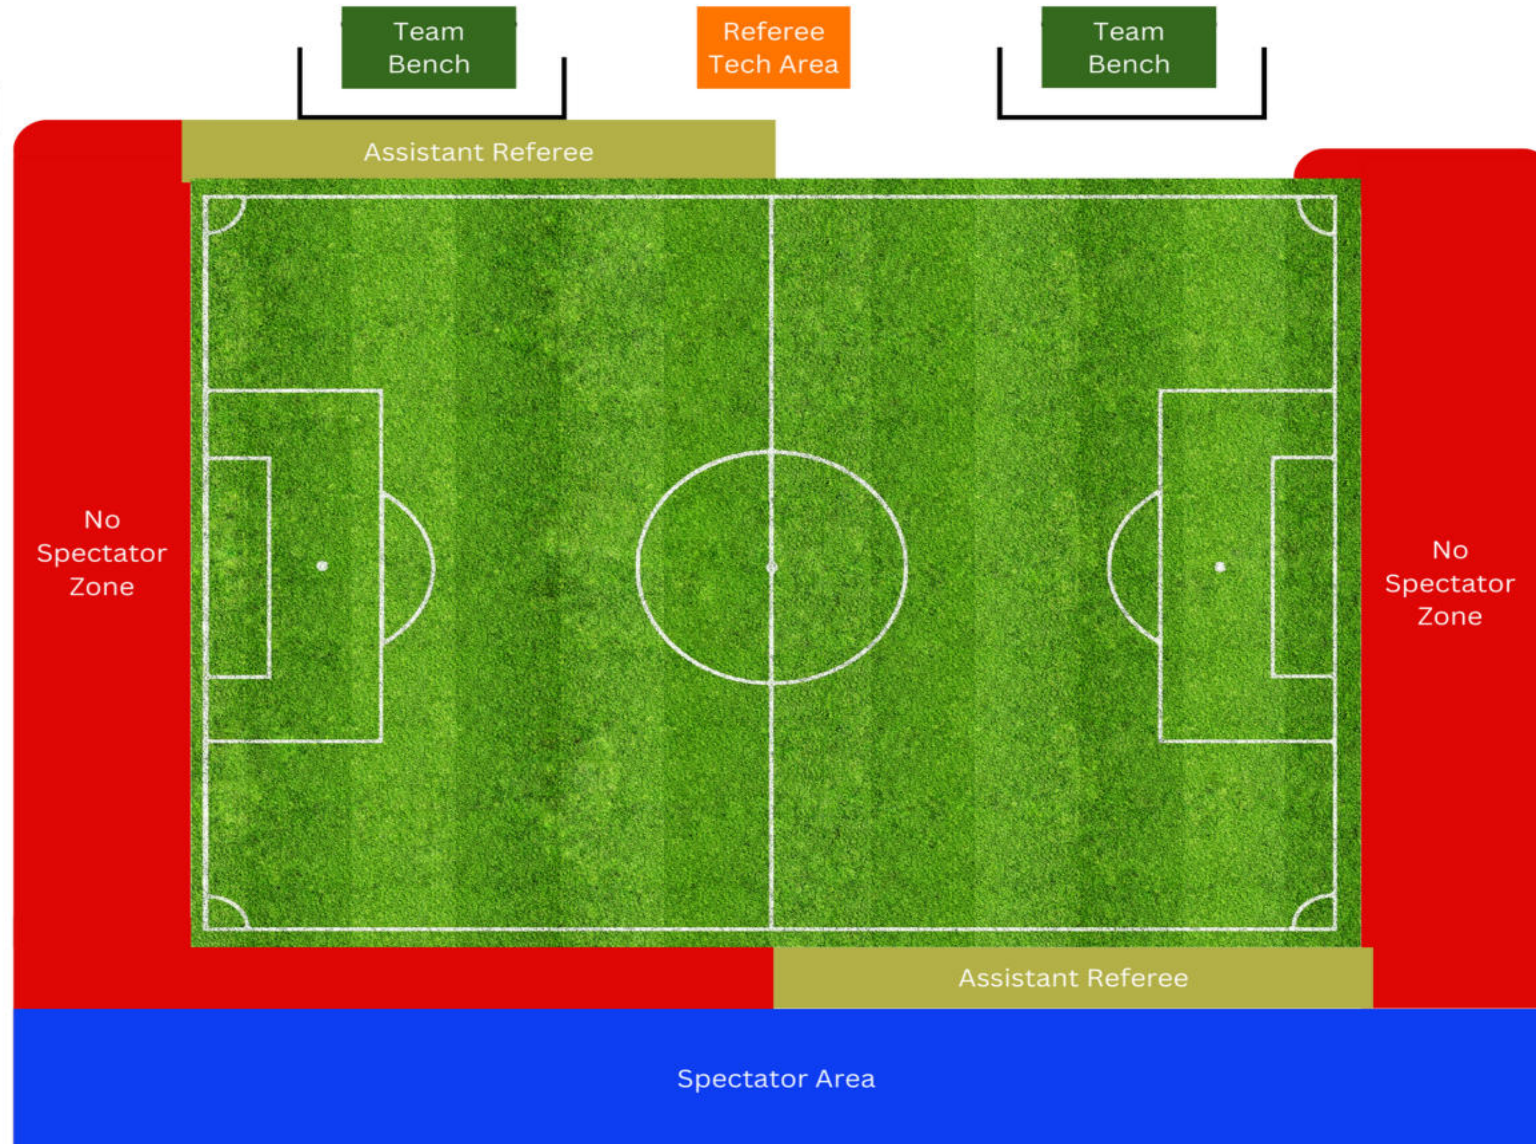 Team
Bench
Referee
Tech Area
Team
Bench
Assistant Referee
No
Spectator
Zone
No
Spectator
Zone
Assistant Referee
Spectator Area